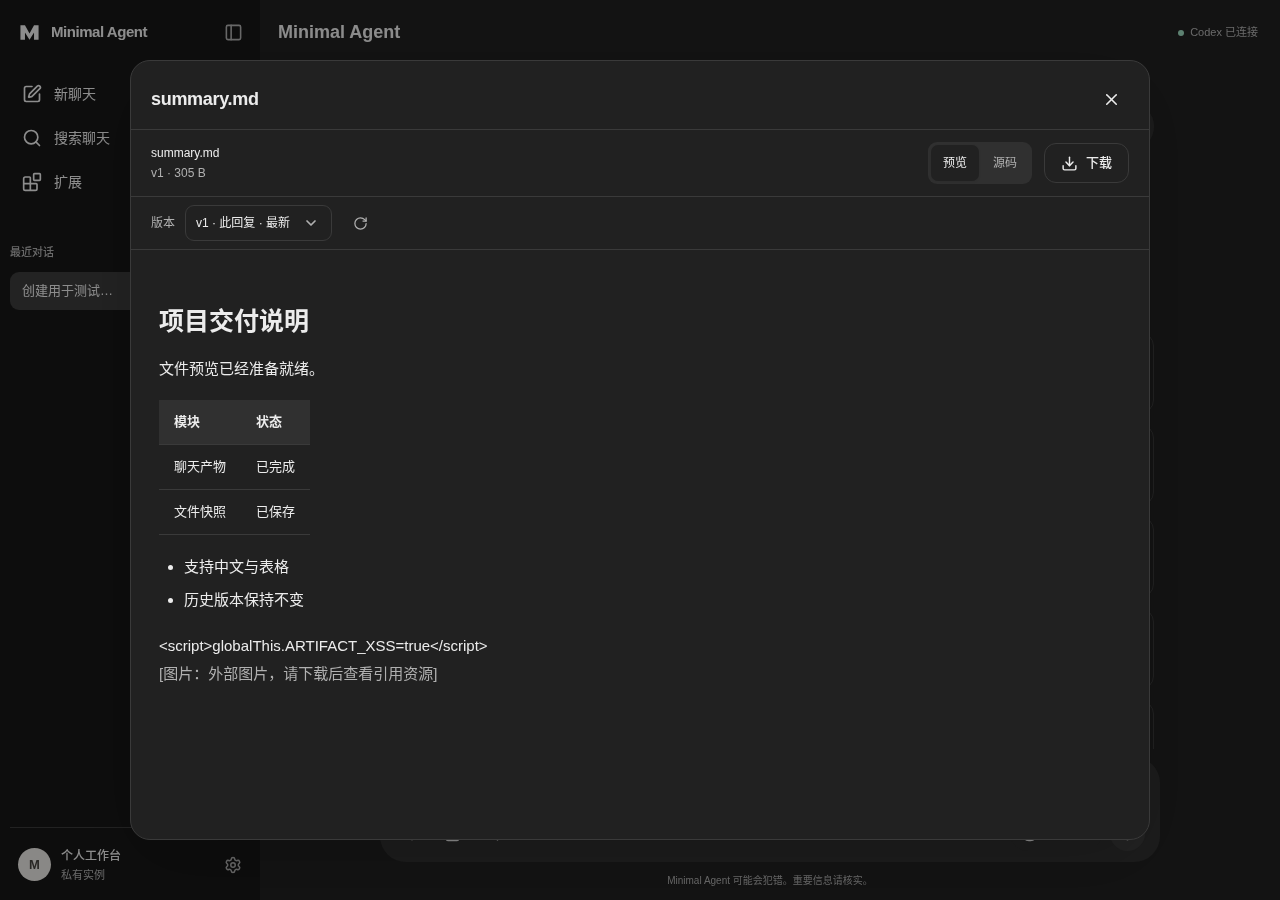 Minimal Agent
Minimal Agent
Codex 已连接
新聊天
搜索聊天
扩展
最近对话
创建用于测试…
summary.md
summary.md
v1 · 305 B
预览
源码
下载
版本
v1 · 此回复 · 最新
项目交付说明
文件预览已经准备就绪。
模块 状态
聊天产物 已完成
文件快照 已保存
• 支持中文与表格
• 历史版本保持不变
<script>globalThis.ARTIFACT_XSS=true</script>
[图片：外部图片，请下载后查看引用资源]
M
个人工作台
私有实例
Minimal Agent 可能会犯错。重要信息请核实。